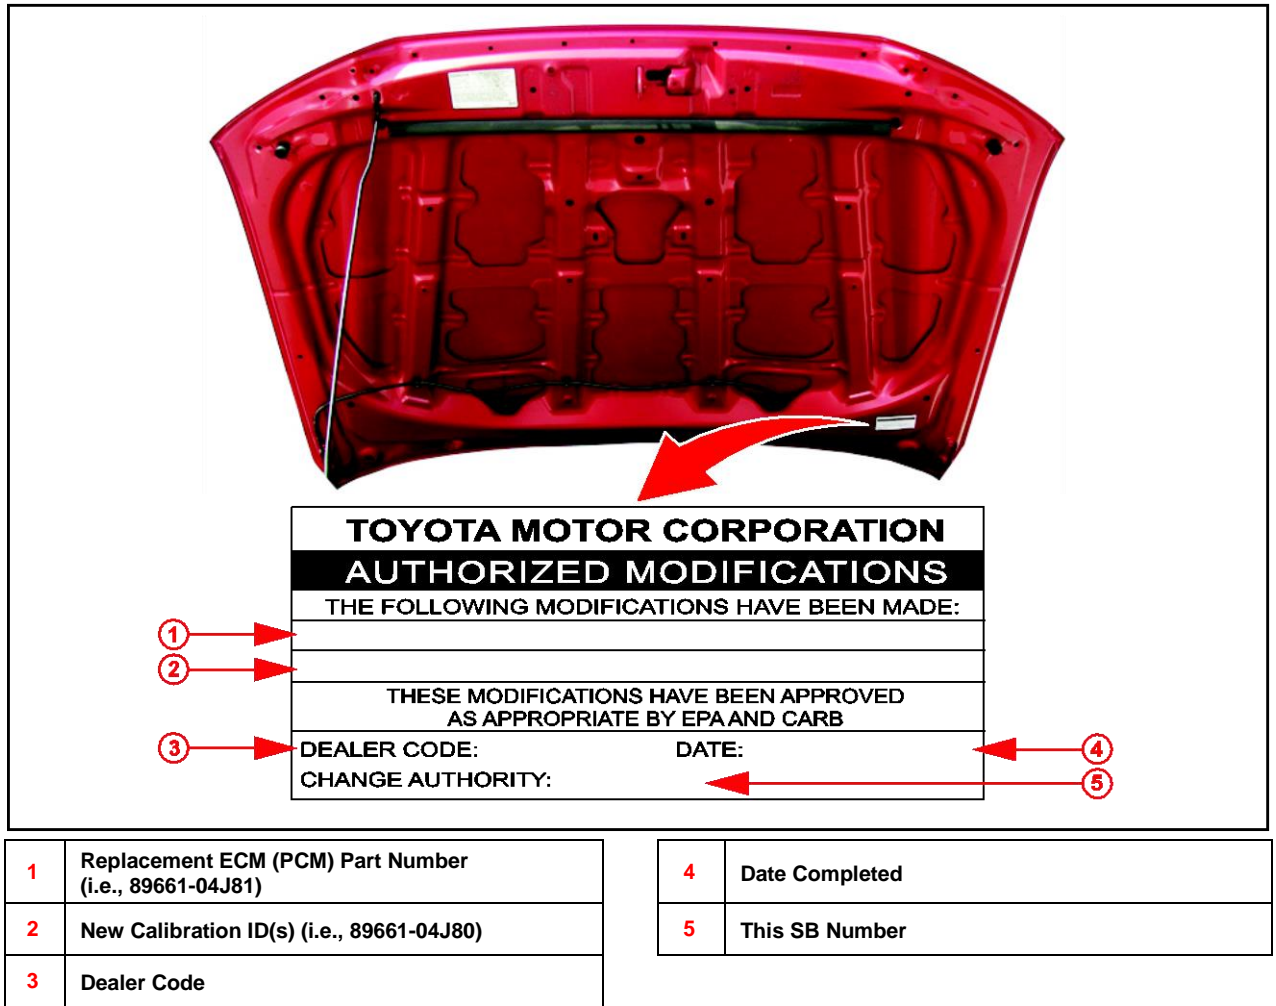 TOYOTA MOTOR CORPORATION
AUTHORIZED MODIFICATIONS
THE FOLLOWING MODIFICATIONS HAVE BEEN MADE:
1
2
THESE MODIFICATIONS HAVE BEEN APPROVED
AS APPROPRIATE BY EPA AND CARB
3
DEALER CODE: DATE:
4
CHANGE AUTHORITY:
5
1 Replacement ECM (PCM) Part Number
(i.e., 89661-04J81)
2 New Calibration ID(s) (i.e., 89661-04J80)
3 Dealer Code
4 Date Completed
5 This SB Number